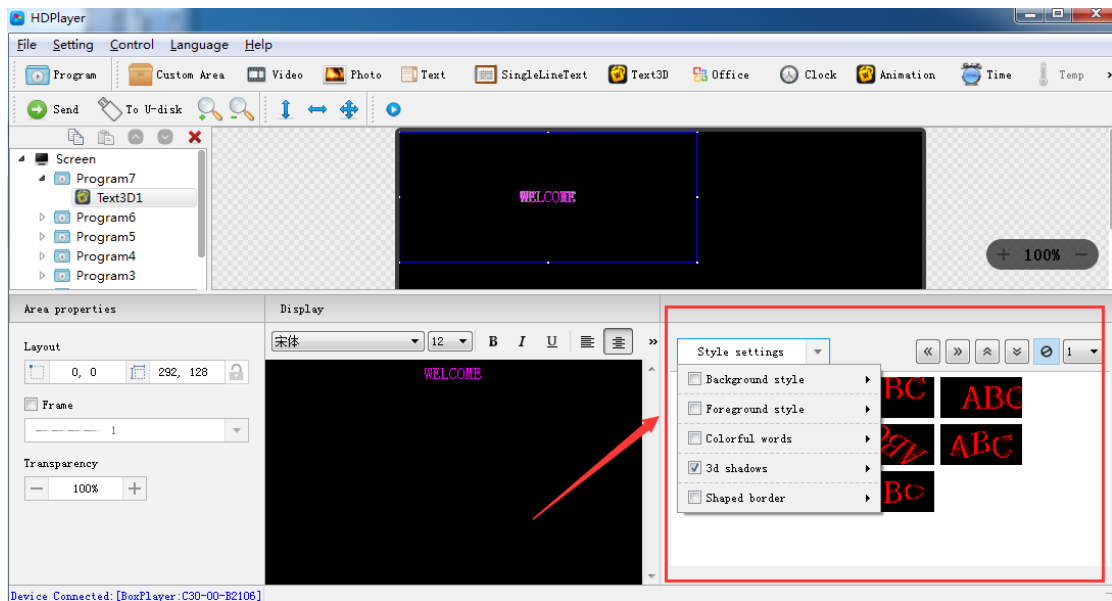 HDPlayer
File Setting Control Language Help
Program Custom Area Video Photo Text SingleLineText Text3D Office Clock Animation Time Temp
Send To U-disk
Screen
Program7
Text3D1
Program6
Program5
Program4
Program3
WELCOME
100%
Area properties
Display
Layout
0, 0 292, 128
Frame
1
Transparency
100%
宋体 12 B I U
WELCOME
Style settings 1
Background style
Foreground style
Colorful words
3d shadows
Shaped border
BC ABC
ABC
BC
Device Connected:[BoxPlayer:C30-00-B2106]